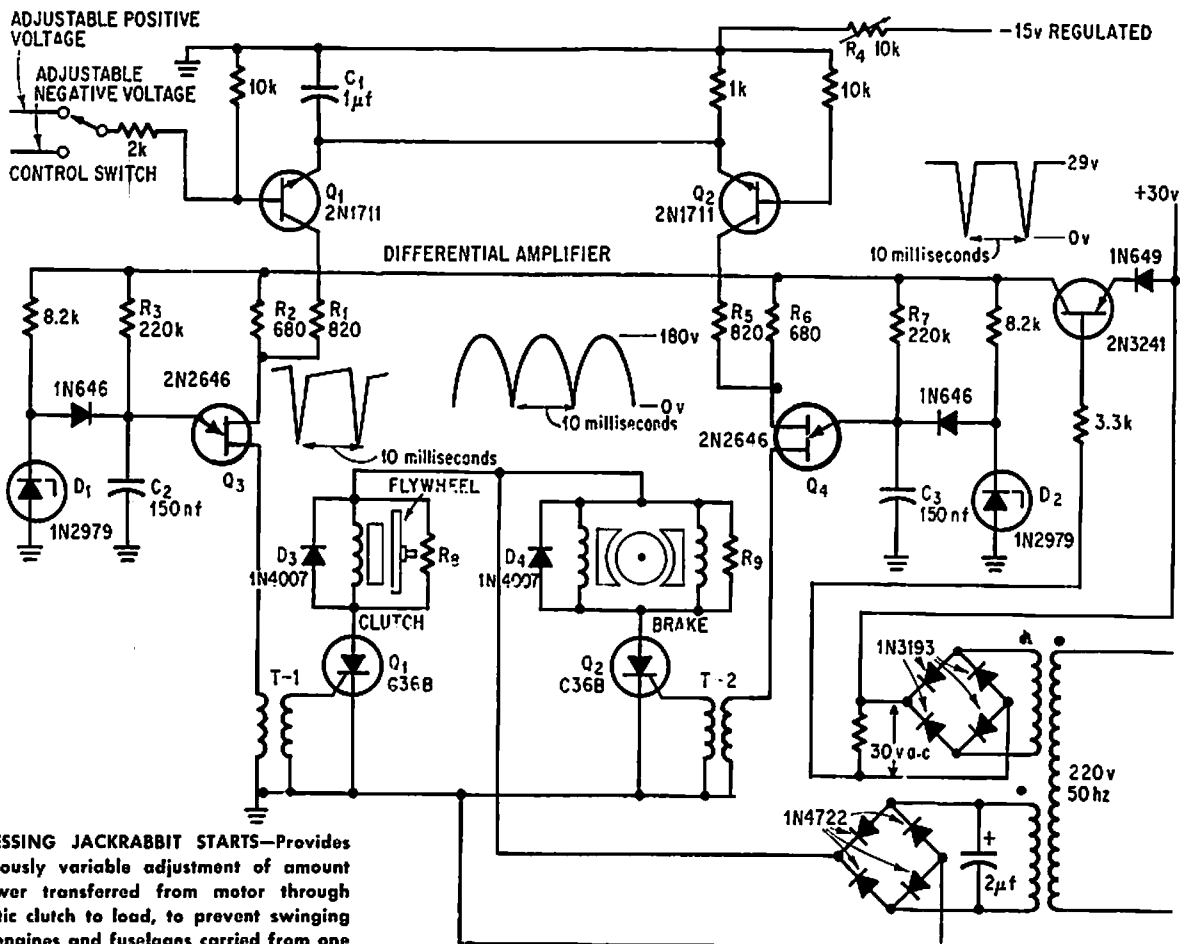 ADJUSTABLE POSITIVE
VOLTAGE
ADJUSTABLE
NEGATIVE VOLTAGE
2k
CONTROL SWITCH
10k
C1
1µf
R4 10k
-15v REGULATED
1k
10k
Q1
2N1711
Q2
2N1711
29v
0v
10 milliseconds
+30v
1N649
DIFFERENTIAL AMPLIFIER
8.2k
R3
220k
R2
680
R1
820
180v
0v
10 milliseconds
R5
820
R6
680
R7
220k
8.2k
2N3241
1N646
2N2646
Q3
10 milliseconds
2N2646
Q4
1N646
3.3k
D1
1N2979
C2
150nf
FLYWHEEL
D3
1N4007
R8
CLUTCH
D4
1N4007
R9
BRAKE
C3
150nf
D2
1N2979
T-1
Q1
G36B
Q2
C36B
T-2
1N3193
30v a-c
220v
50hz
1N4722
+
2µf
ESSING JACKRABBIT STARTS—Provides
ously variable adjustment of amount
wer transferred from motor through
tic clutch to load, to prevent swinging
engines and fuselages carried from one